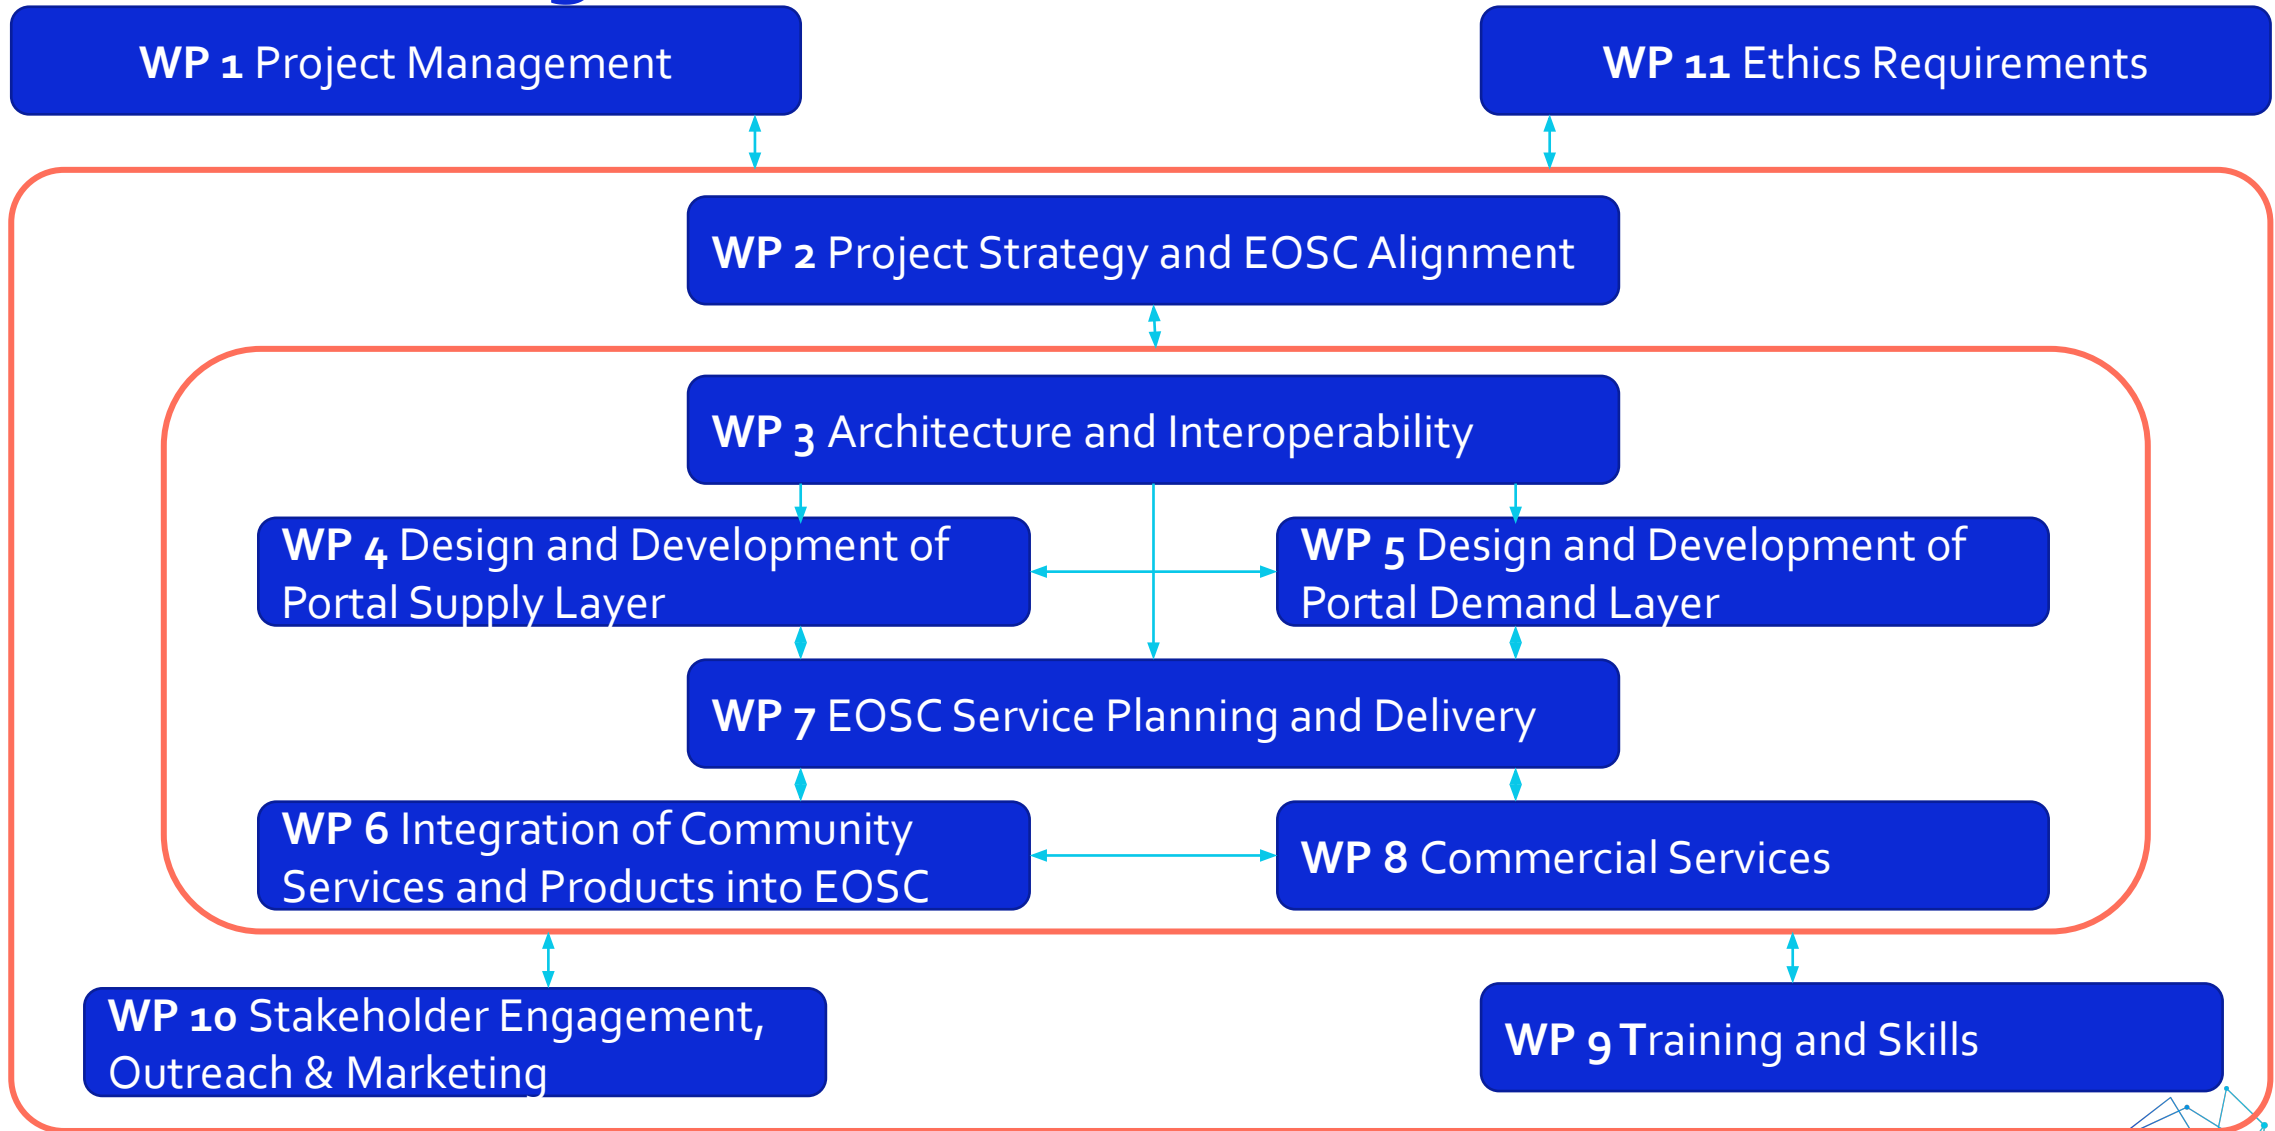 WP 1 Project Management
WP 11 Ethics Requirements
WP 2 Project Strategy and EOSC Alignment
WP 3 Architecture and Interoperability
WP 4 Design and Development of
Portal Supply Layer
WP 5 Design and Development of
Portal Demand Layer
WP 7 EOSC Service Planning and Delivery
WP 6 Integration of Community
Services and Products into EOSC
WP 8 Commercial Services
WP 10 Stakeholder Engagement,
Outreach & Marketing
WP 9 Training and Skills